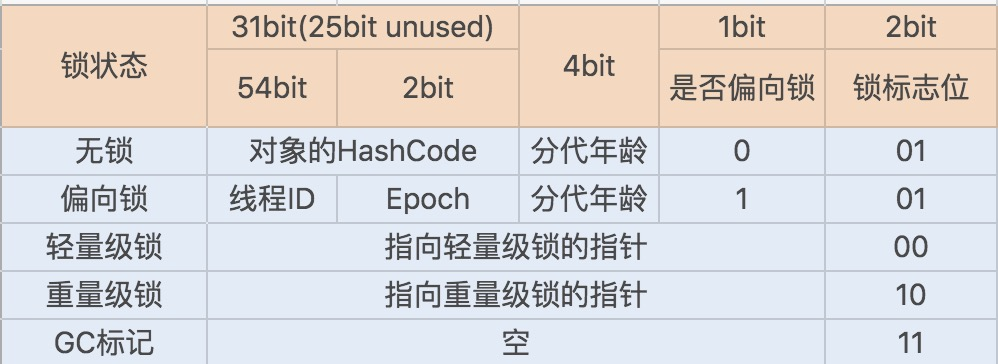 锁状态 31bit(25bit unused) 4bit 1bit 2bit
54bit 2bit 是否偏向锁 锁标志位
无锁 对象的HashCode 分代年龄 0 01
偏向锁 线程ID Epoch 分代年龄 1 01
轻量级锁 指向轻量级锁的指针 00
重量级锁 指向重量级锁的指针 10
GC标记 空 11